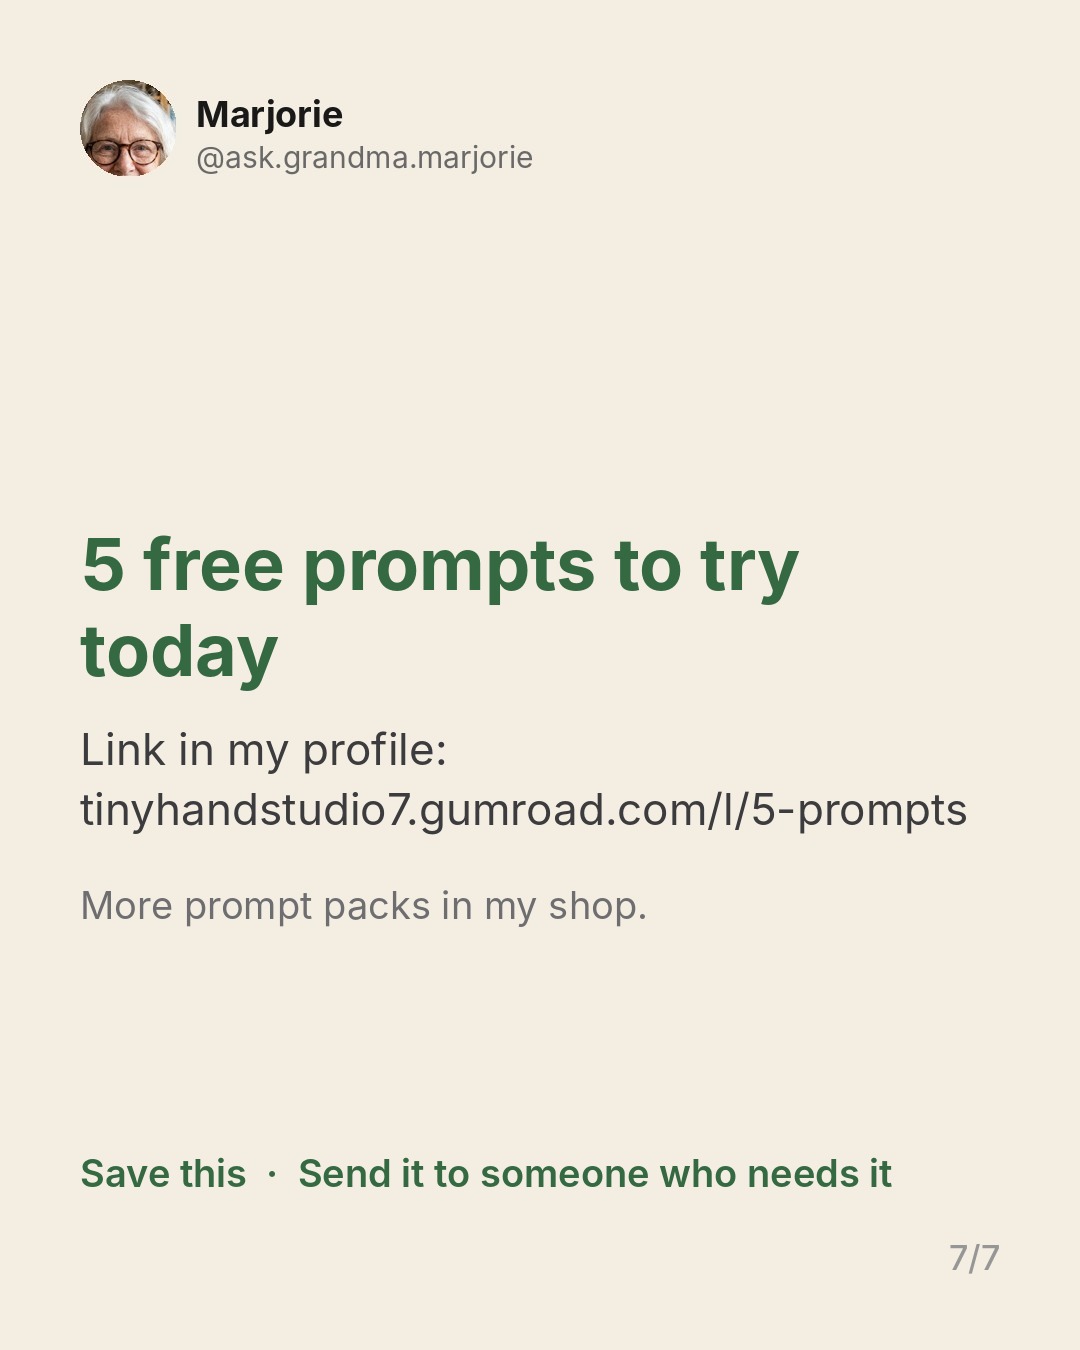 Marjorie
@ask.grandma.marjorie
5 free prompts to try
today
Link in my profile:
tinyhandstudio7.gumroad.com/l/5-prompts
More prompt packs in my shop.
Save this · Send it to someone who needs it
7/7